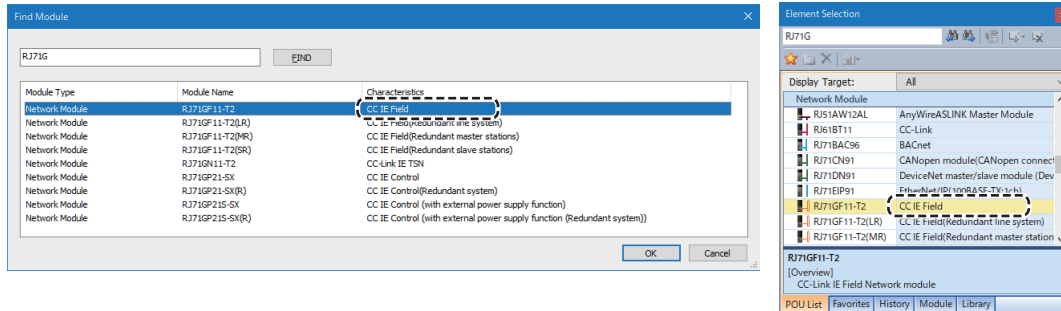 Find Module
RJ71G
FIND
Module Type Module Name Characteristics
Network Module RJ71GF11-T2 CC IE Field
Network Module RJ71GF11-T2(LR) CC IE Field(Redundant line system)
Network Module RJ71GF11-T2(MR) CC IE Field(Redundant master stations)
Network Module RJ71GF11-T2(SR) CC IE Field(Redundant slave stations)
Network Module RJ71GN11-T2 CC-Link IE TSN
Network Module RJ71GP21-SX CC IE Control
Network Module RJ71GP21-SX(R) CC IE Control(Redundant system)
Network Module RJ71GP21S-SX CC IE Control (with external power supply function)
Network Module RJ71GP21S-SX(R) CC IE Control (with external power supply function (Redundant system))
OK Cancel
Element Selection
RJ71G
Display Target: All
Network Module
RJ51AW12AL AnyWireASLINK Master Module
RJ61BT11 CC-Link
RJ71BAC96 BACnet
RJ71CN91 CANopen module(CANopen connect
RJ71DN91 DeviceNet master/slave module (Dev
RJ71EIP91 EtherNet/IP(100BASE-TX:1ch)
RJ71GF11-T2 CC IE Field
RJ71GF11-T2(LR) CC IE Field(Redundant line system)
RJ71GF11-T2(MR) CC IE Field(Redundant master station
RJ71GF11-T2
[Overview]
CC-Link IE Field Network module
POU List Favorites History Module Library